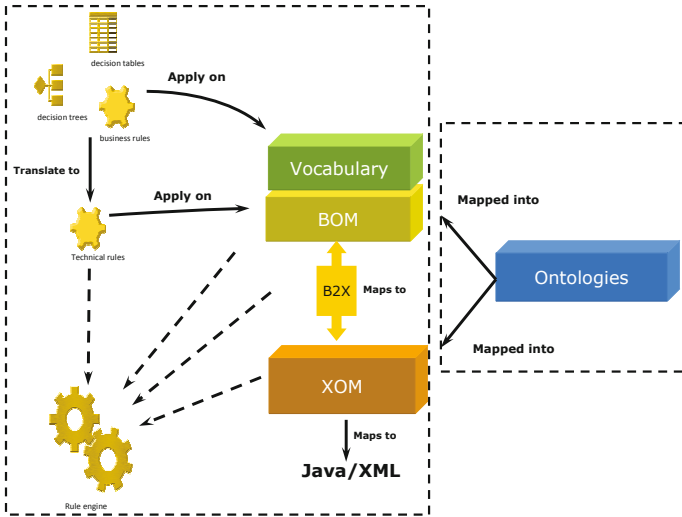 decision tables
Apply on
decision trees
business rules
Vocabulary
Translate to
Apply on
Mapped into
BOM
Technical rules
Ontologies
B2X
Maps to
Mapped into
XOM
Maps to
Java/XML
Rule engine